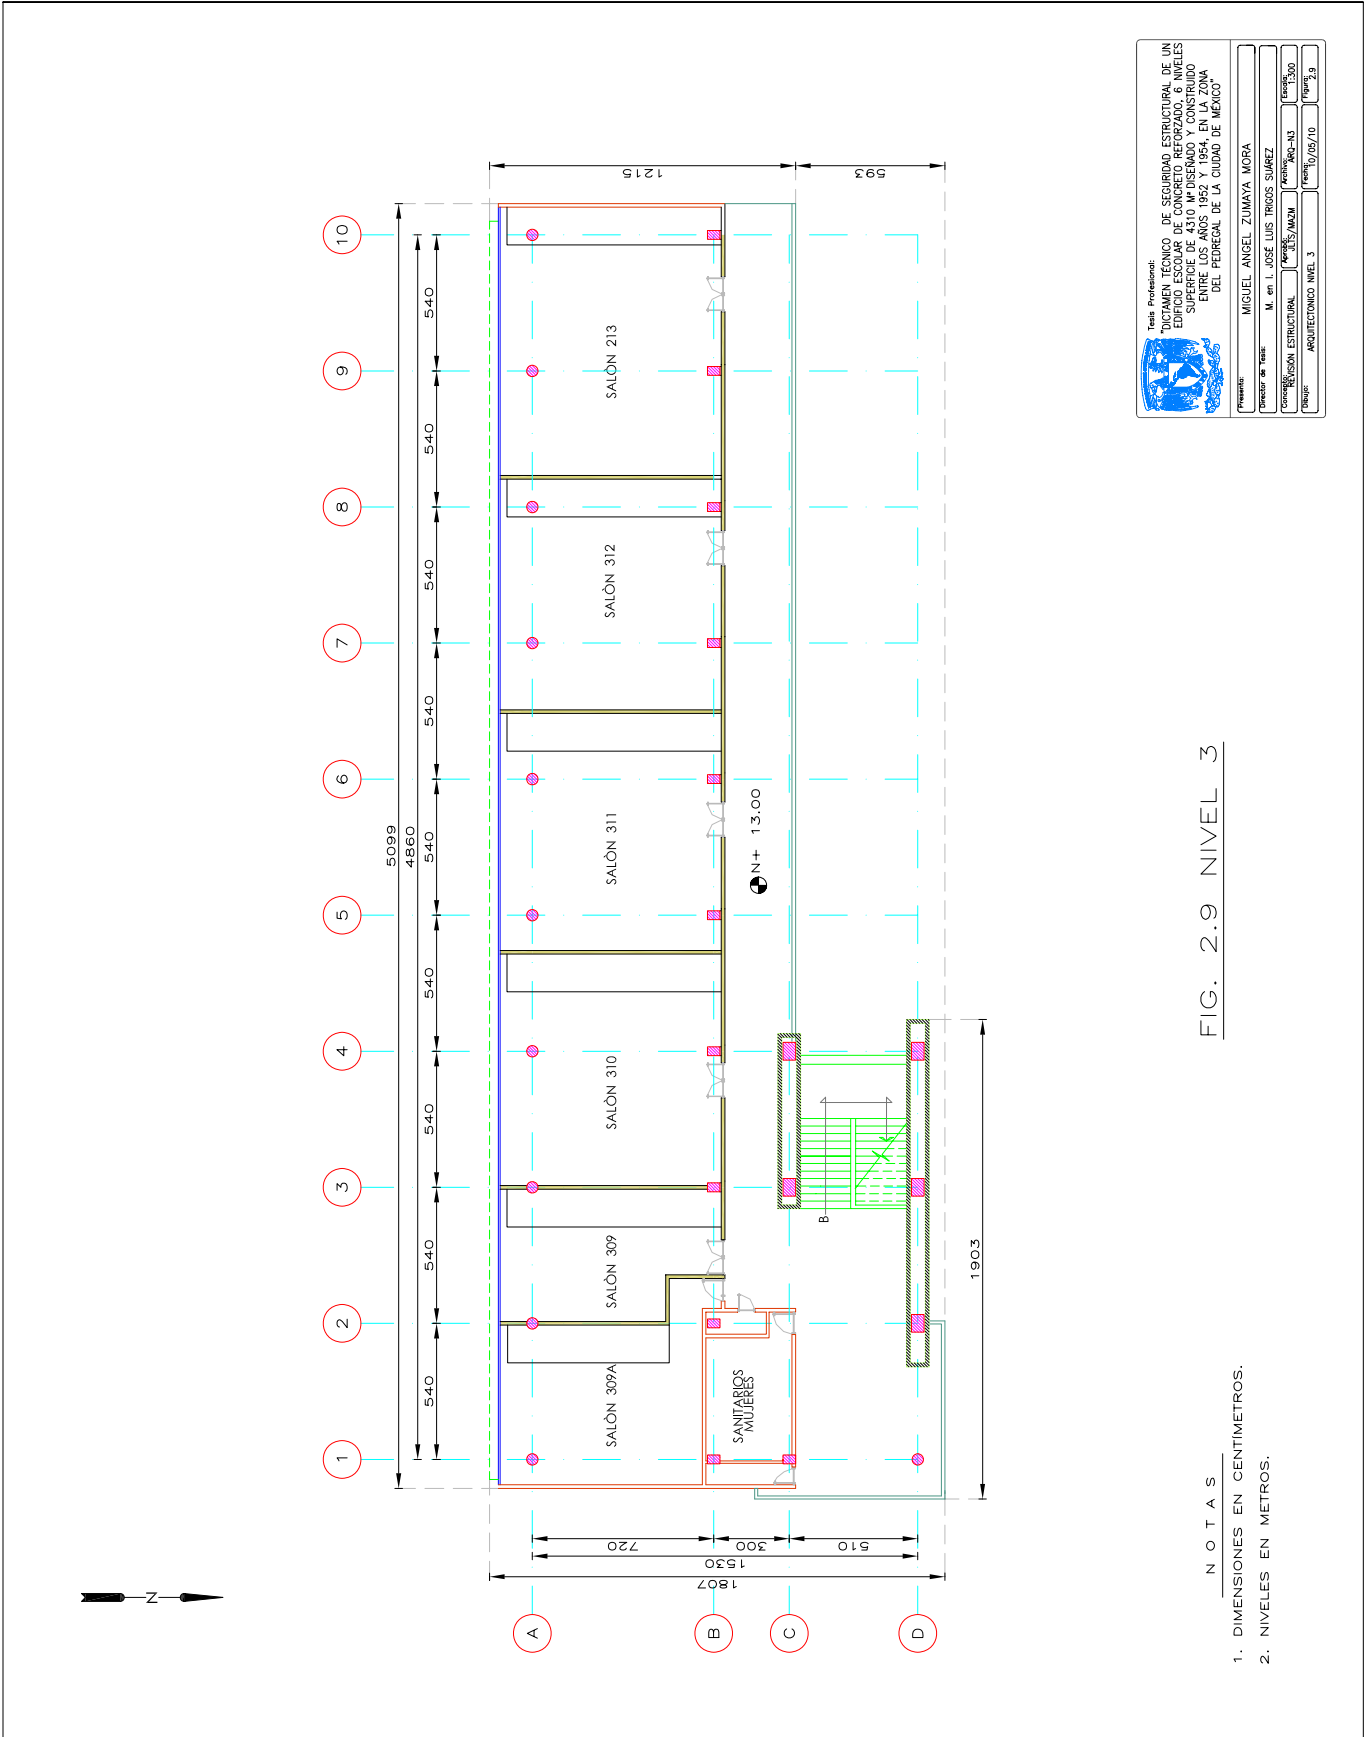 Tesis Profesional:
"DICTAMEN TÉCNICO DE SEGURIDAD ESTRUCTURAL DE UN
EDIFICIO ESCOLAR DE CONCRETO REFORZADO, 6 NIVELES
SUPERFICIE DE 4310 M² DISEÑADO Y CONSTRUIDO
ENTRE LOS AÑOS 1952 Y 1954, EN LA ZONA
DEL PEDREGAL DE LA CIUDAD DE MÉXICO"
Presento:
MIGUEL ANGEL ZUMAYA MORA
Director de Tesis:
M. en I. JOSÉ LUIS TRIGOS SUÁREZ
Concepto: REVISIÓN ESTRUCTURAL
Aprobó: JLTS/MAZM
Archivo: ARQ-N3
Escala: 1:300
Dibujo: ARQUITECTONICO NIVEL 3
Fecha: 10/05/10
Figura: 2.9
1 2 3 4 5 6 7 8 9 10
5099
4860
540 540 540 540 540 540 540 540 540
1215
593
SALÓN 309A
SALÓN 309
SALÒN 310
SALÒN 311
SALÒN 312
SALÒN 213
SANITARIOS
MUJERES
N+ 13.00
B
1903
720
300
510
1530
1807
A
B
C
D
N
FIG. 2.9 NIVEL 3
N O T A S
1. DIMENSIONES EN CENTÍMETROS.
2. NIVELES EN METROS.